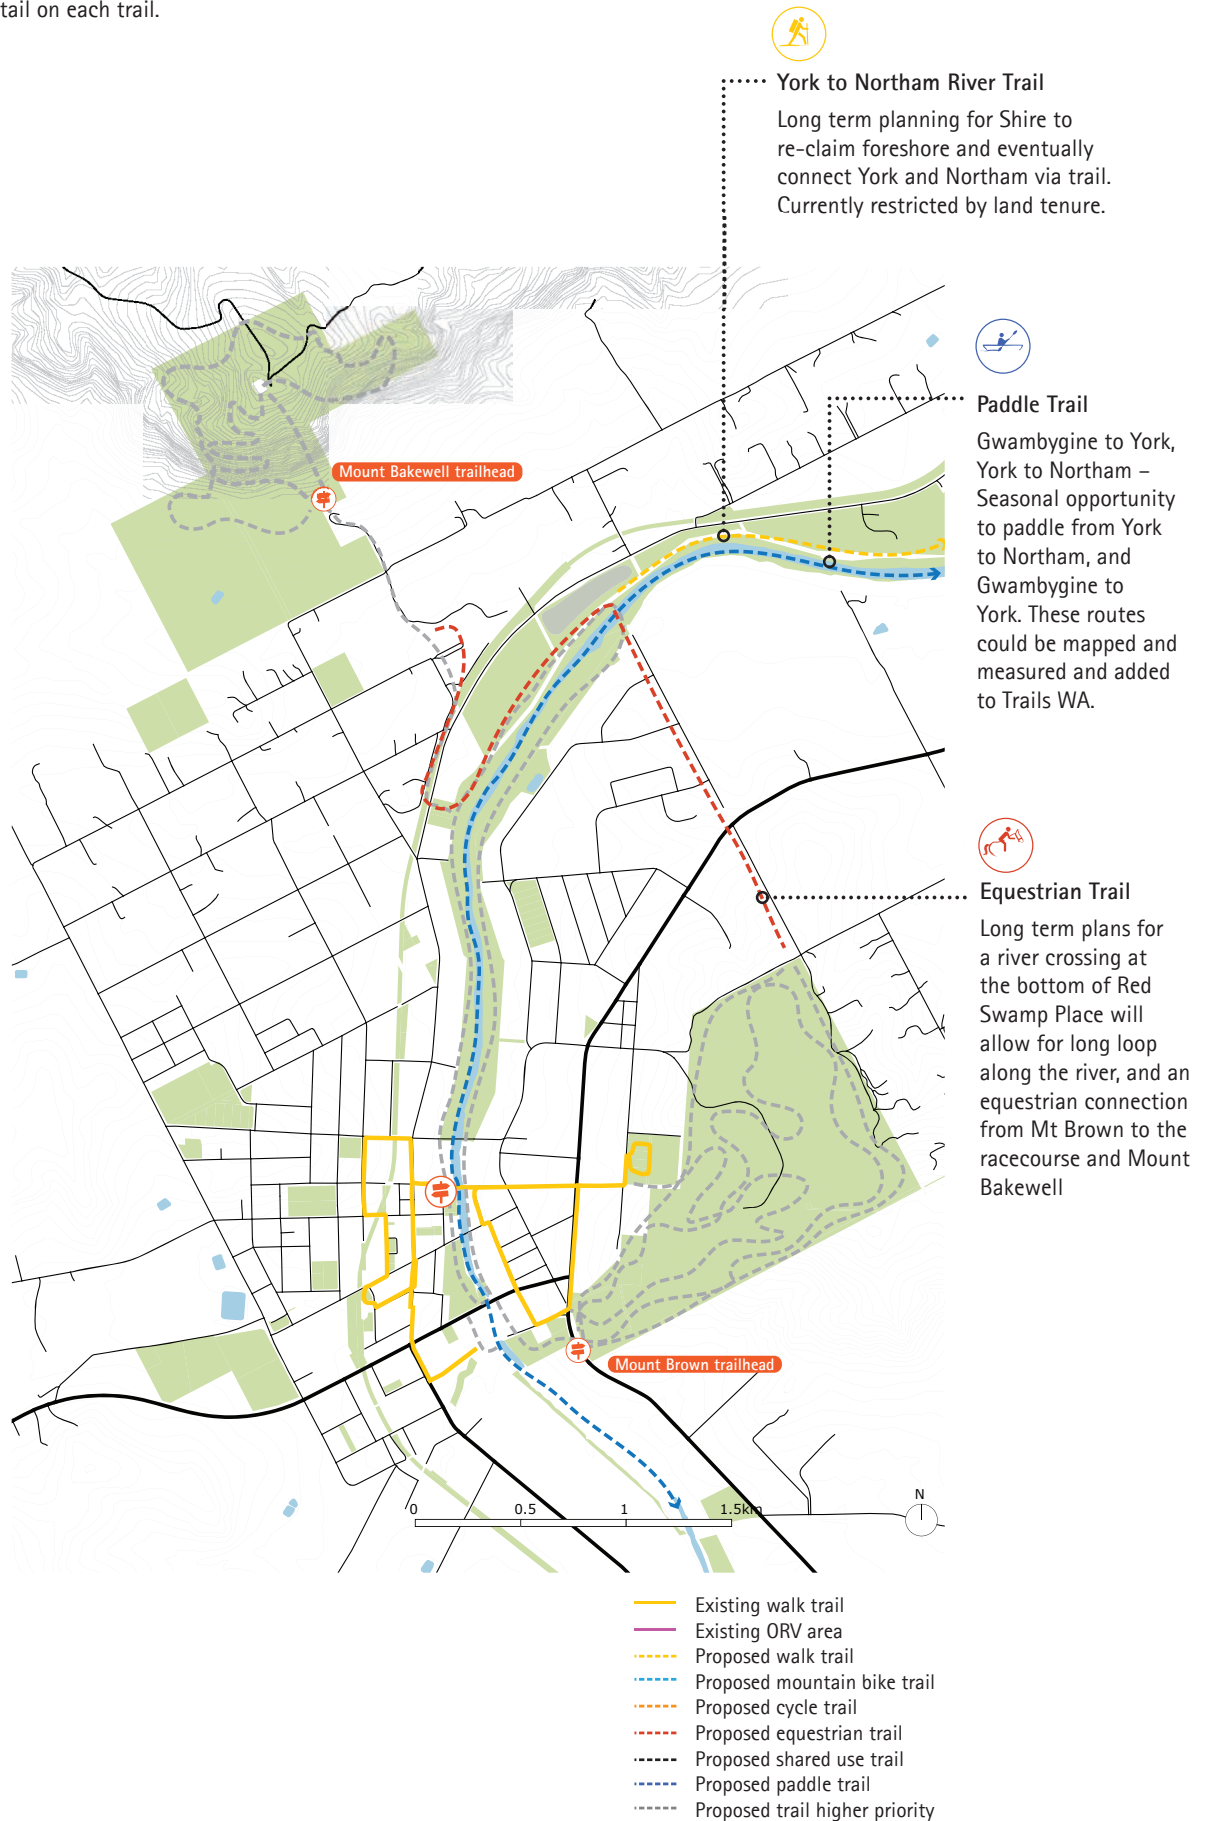 tail on each trail.
York to Northam River Trail
Long term planning for Shire to
re-claim foreshore and eventually
connect York and Northam via trail.
Currently restricted by land tenure.
Paddle Trail
Gwambygine to York,
York to Northam –
Seasonal opportunity
to paddle from York
to Northam, and
Gwambygine to
York. These routes
could be mapped and
measured and added
to Trails WA.
Mount Bakewell trailhead
Equestrian Trail
Long term plans for
a river crossing at
the bottom of Red
Swamp Place will
allow for long loop
along the river, and an
equestrian connection
from Mt Brown to the
racecourse and Mount
Bakewell
Mount Brown trailhead
0 0.5 1 1.5km
N
Existing walk trail
Existing ORV area
Proposed walk trail
Proposed mountain bike trail
Proposed cycle trail
Proposed equestrian trail
Proposed shared use trail
Proposed paddle trail
Proposed trail higher priority